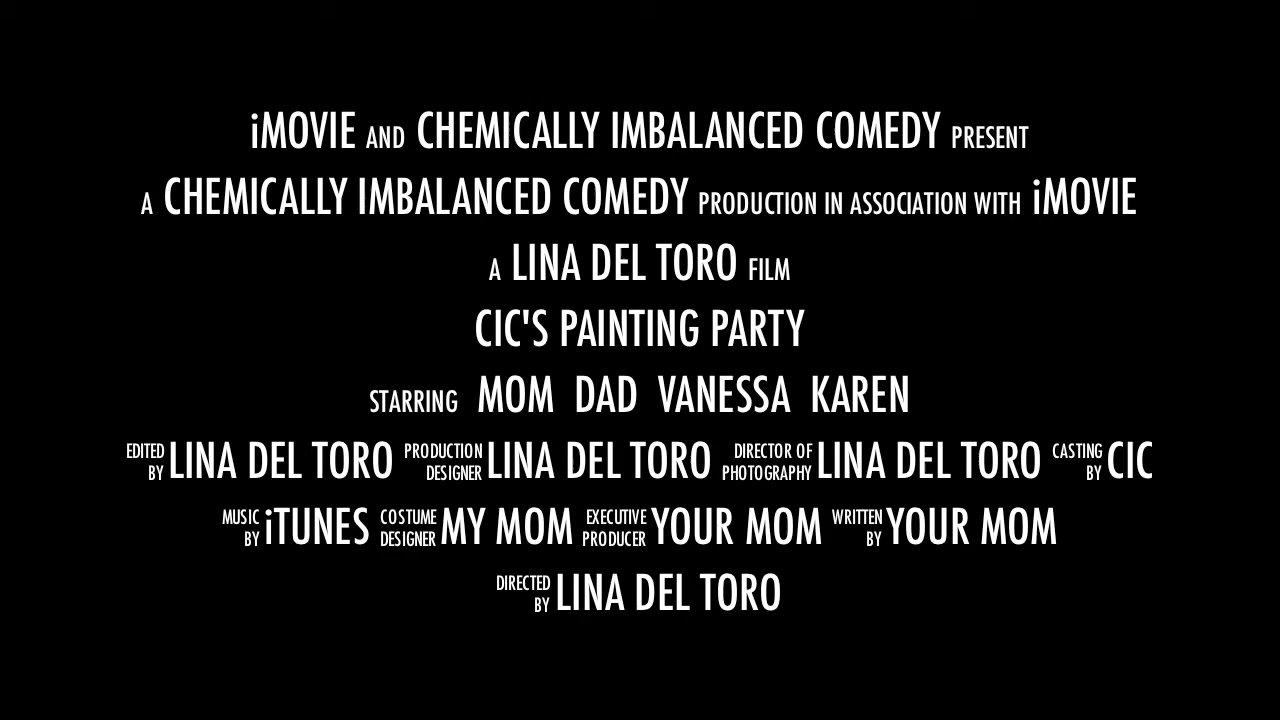 iMOVIE AND CHEMICALLY IMBALANCED COMEDY PRESENT
A CHEMICALLY IMBALANCED COMEDY PRODUCTION IN ASSOCIATION WITH iMOVIE
A LINA DEL TORO FILM
CIC'S PAINTING PARTY
STARRING MOM DAD VANESSA KAREN
EDITED BY LINA DEL TORO PRODUCTION DESIGNER LINA DEL TORO DIRECTOR OF PHOTOGRAPHY LINA DEL TORO CASTING BY CIC
MUSIC BY iTUNES COSTUME DESIGNER MY MOM EXECUTIVE PRODUCER YOUR MOM WRITTEN BY YOUR MOM
DIRECTED BY LINA DEL TORO